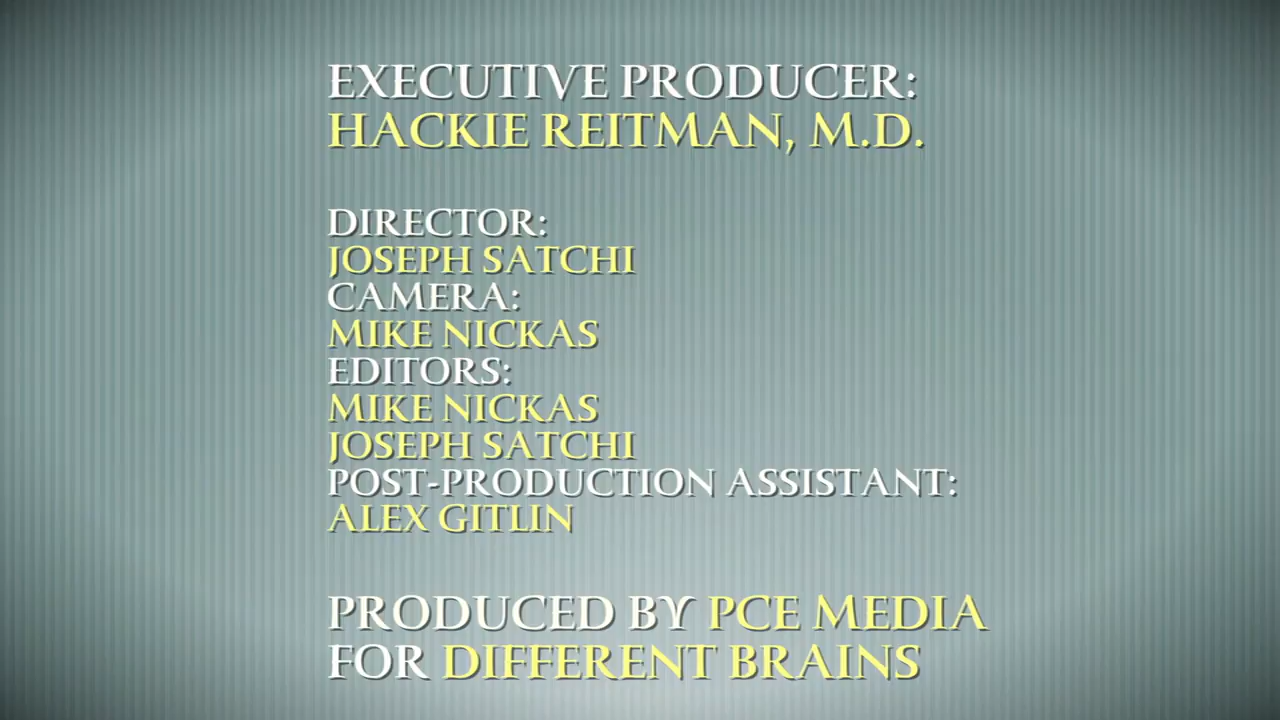 EXECUTIVE PRODUCER:
HACKIE REITMAN, M.D.
DIRECTOR:
JOSEPH SATCHI
CAMERA:
MIKE NICKAS
EDITORS:
MIKE NICKAS
JOSEPH SATCHI
POST-PRODUCTION ASSISTANT:
ALEX GITLIN
PRODUCED BY PCE MEDIA
FOR DIFFERENT BRAINS